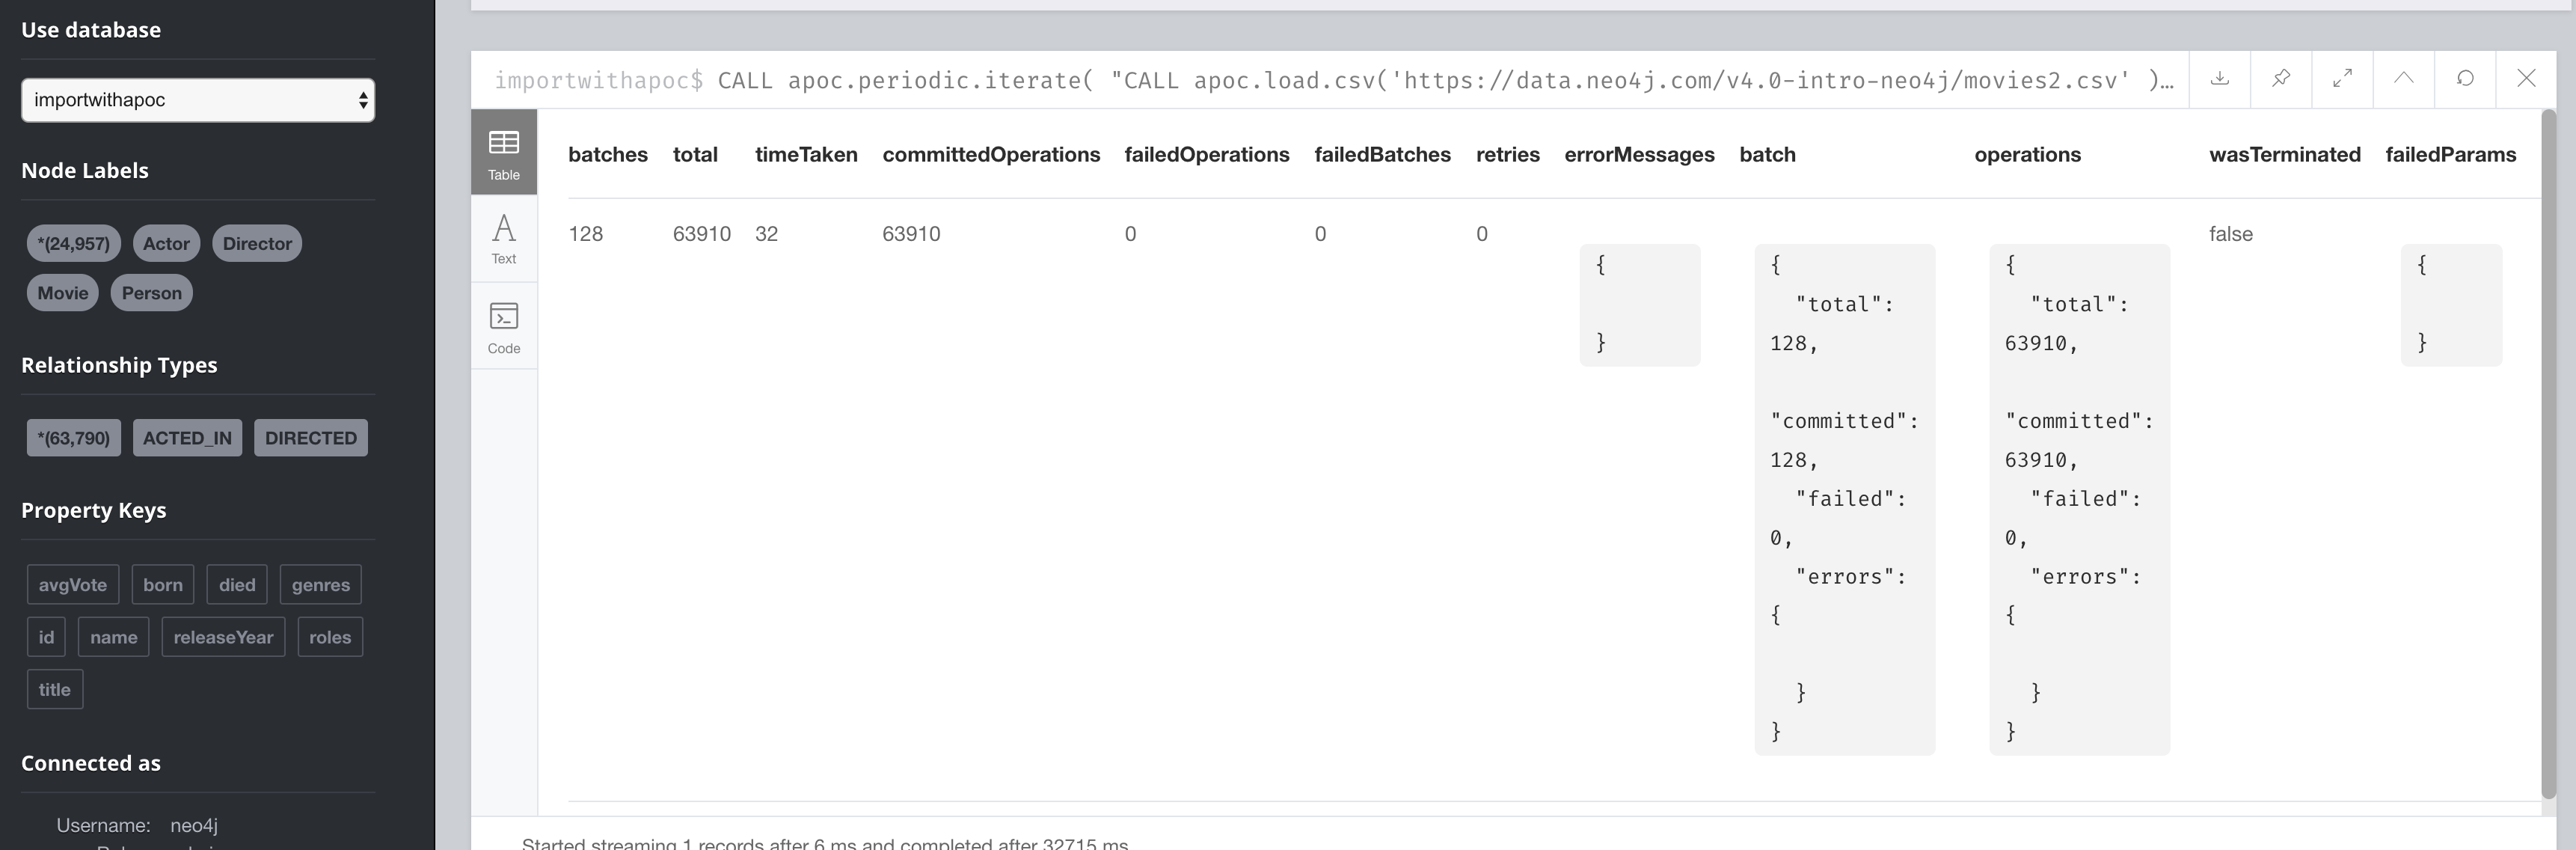 Use database
importwithapoc
Node Labels
*(24,957) Actor Director
Movie Person
Relationship Types
*(63,790) ACTED_IN DIRECTED
Property Keys
avgVote born died genres
id name releaseYear roles
title
Connected as
Username: neo4j
importwithapoc$ CALL apoc.periodic.iterate( "CALL apoc.load.csv('https://data.neo4j.com/v4.0-intro-neo4j/movies2.csv' )…
Table
Text
Code
batches total timeTaken committedOperations failedOperations failedBatches retries errorMessages batch operations wasTerminated failedParams
128 63910 32 63910 0 0 0 false
{
}
{
"total":
128,
"committed":
128,
"failed":
0,
"errors":
{
}
}
{
"total":
63910,
"committed":
63910,
"failed":
0,
"errors":
{
}
}
{
}
Started streaming 1 records after 6 ms and completed after 32715 ms.